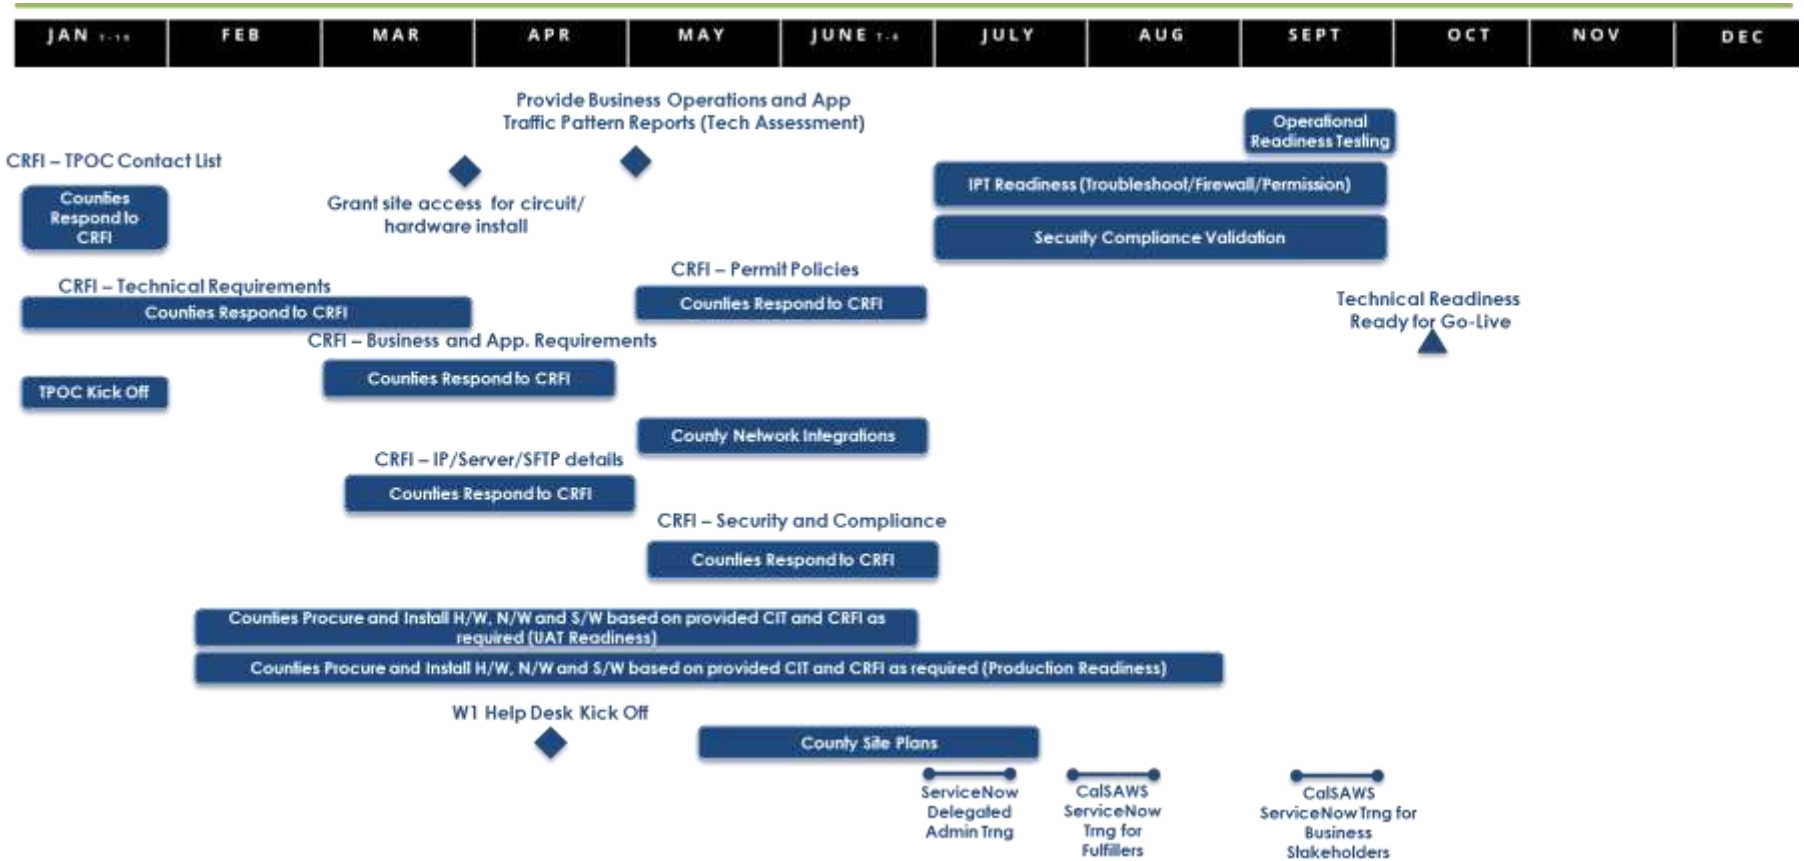 JAN
FEB
MAR
APR
MAY
JUNE
JULY
AUG
SEPT
OCT
NOV
DEC
Provide Business Operations and App
Traffic Pattern Reports (Tech Assessment)
Operational
Readiness Testing
CRFI – TPOC Contact List
Counties
Respond to
CRFI
Grant site access for circuit/
hardware install
IPT Readiness (Troubleshoot/Firewall/Permission)
Security Compliance Validation
CRFI – Technical Requirements
Counties Respond to CRFI
CRFI – Permit Policies
Counties Respond to CRFI
Technical Readiness
Ready for Go-Live
CRFI – Business and App. Requirements
Counties Respond to CRFI
TPOC Kick Off
County Network Integrations
CRFI – IP/Server/SFTP details
Counties Respond to CRFI
CRFI – Security and Compliance
Counties Respond to CRFI
Counties Procure and Install H/W, N/W and S/W based on provided CIT and CRFI as
required (UAT Readiness)
Counties Procure and Install H/W, N/W and S/W based on provided CIT and CRFI as required (Production Readiness)
W1 Help Desk Kick Off
County Site Plans
ServiceNow
Delegated
Admin Trng
CalSAWS
ServiceNow
Trng for
Fulfillers
CalSAWS
ServiceNow Trng for
Business
Stakeholders